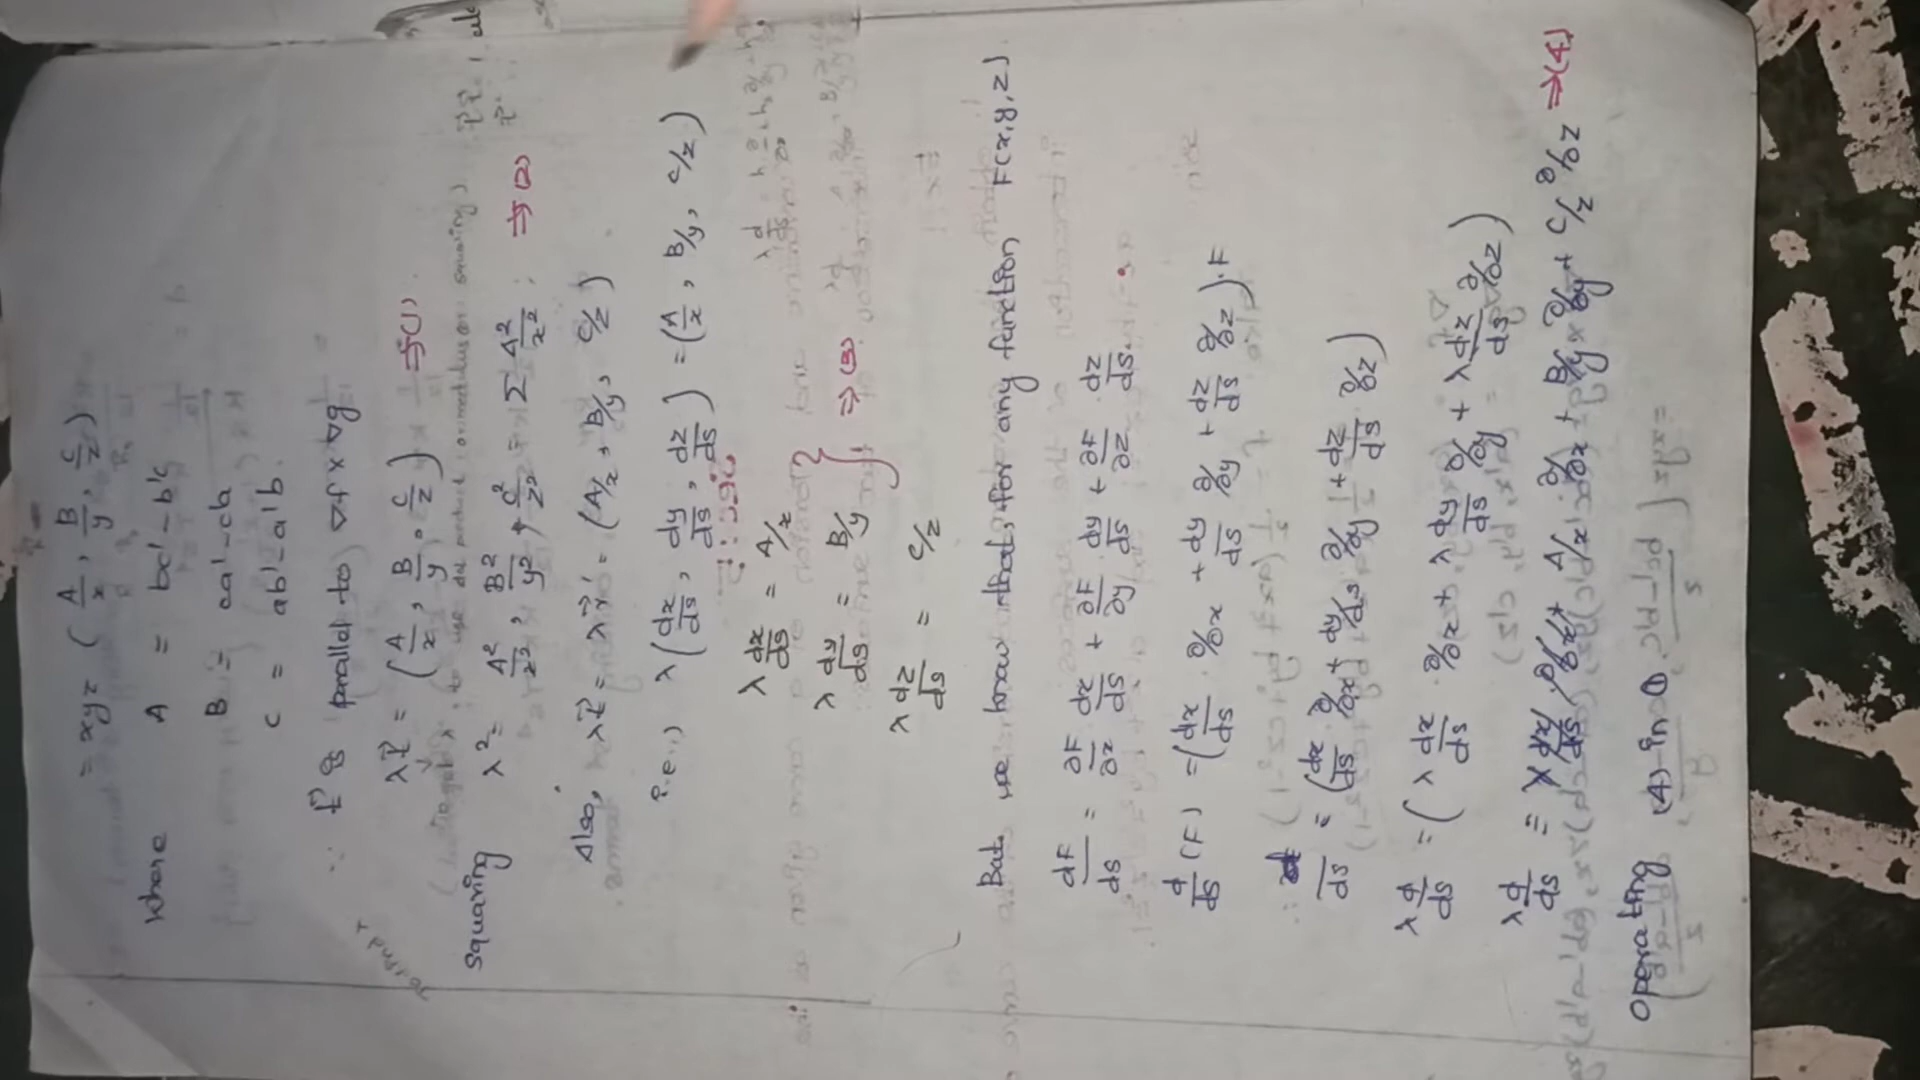 = xyz ( A/x , B/y , C/z )
where A = bc' - b'c
B = ca' - cb
C = ab' - a'b.
∴ t⃗ is parallel to ∇f × ∇g
λt⃗ = ( A/x , B/y , C/z ) ⇒ (1)
squaring λ² = A²/x² , B²/y² + C²/z² = Σ A²/x² ; ⇒ (2)
Also, λt⃗ = λr⃗' = (A/x , B/y , C/z)
i.e., λ ( dx/ds , dy/ds , dz/ds ) = ( A/x , B/y , C/z )
λ dx/ds = A/x
λ dy/ds = B/y } ⇒ (3)
λ dz/ds = C/z
But we know that, for any function F(x,y,z).
dF/ds = ∂F/∂x . dx/ds + ∂F/∂y . dy/ds + ∂F/∂z . dz/ds .
d/ds (F) = ( dx/ds . ∂/∂x + dy/ds ∂/∂y + dz/ds ∂/∂z ) . F
∴ d/ds = ( dx/ds . ∂/∂x + dy/ds ∂/∂y + dz/ds ∂/∂z )
λ d/ds = ( λ dx/ds . ∂/∂x + λ dy/ds ∂/∂y + λ dz/ds ∂/∂z )
λ d/ds = A/x ∂/∂x + B/y ∂/∂y + C/z ∂/∂z ⇒ (4)
operating (4) in ①